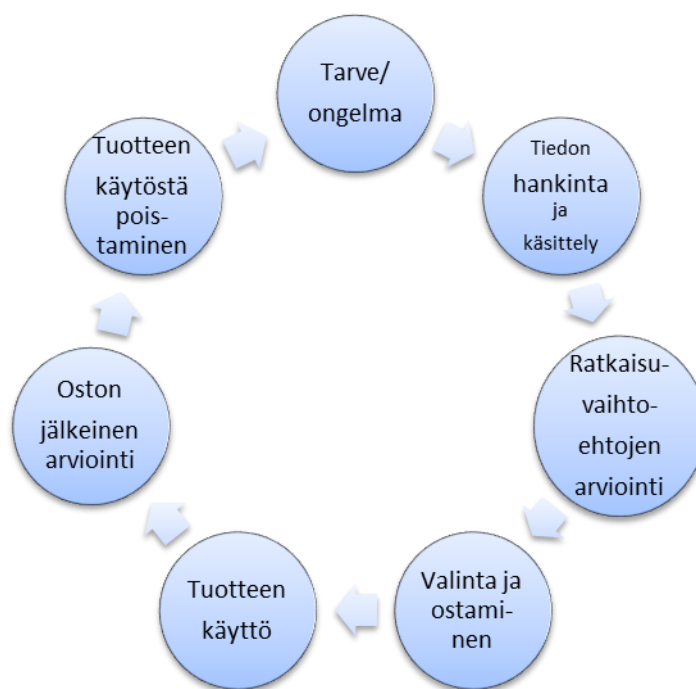 Tarve/
ongelma
Tiedon
hankinta
ja
käsittely
Ratkaisu-
vaihto-
ehtojen
arviointi
Valinta ja
ostami-
nen
Tuotteen
käyttö
Oston
jälkeinen
arviointi
Tuotteen
käytöstä
pois-
taminen